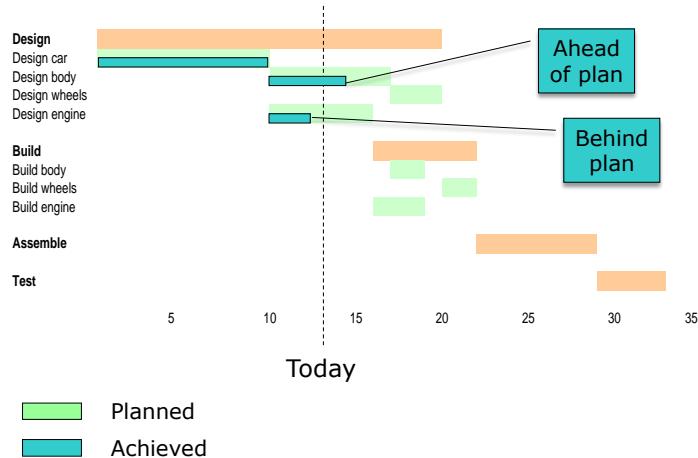 Design
Design car
Design body
Design wheels
Design engine
Ahead
of plan
Behind
plan
Build
Build body
Build wheels
Build engine
Assemble
Test
5 10 15 20 25 30 35
Today
Planned
Achieved